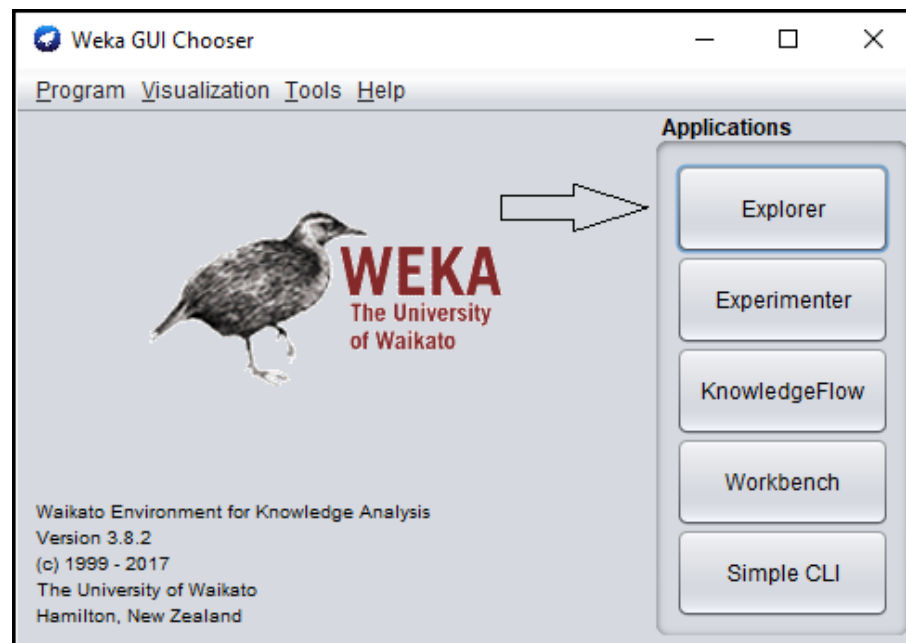 Weka GUI Chooser
Program Visualization Tools Help
Applications
Explorer
Experimenter
KnowledgeFlow
Workbench
Simple CLI
WEKA
The University
of Waikato
Waikato Environment for Knowledge Analysis
Version 3.8.2
(c) 1999 - 2017
The University of Waikato
Hamilton, New Zealand